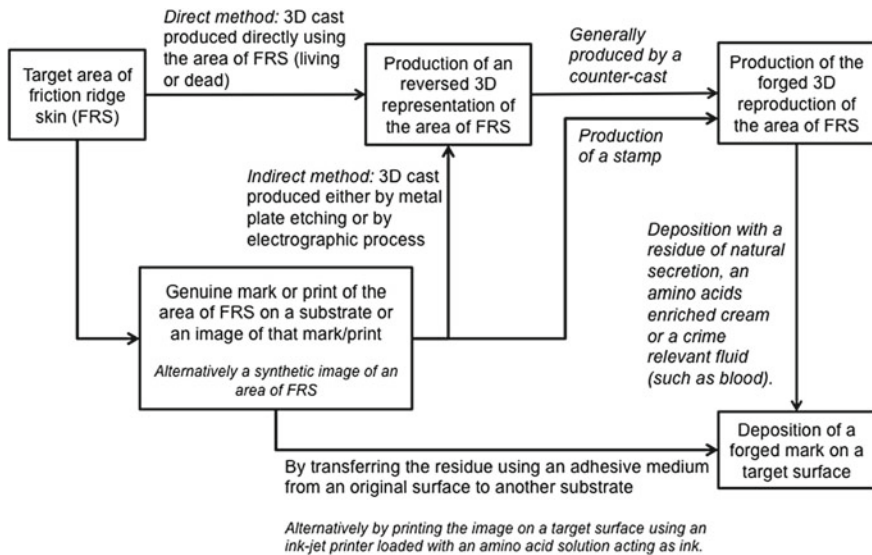 Direct method: 3D cast
produced directly using
the area of FRS (living
or dead)
Target area of
friction ridge
skin (FRS)
Production of an
reversed 3D
representation of
the area of FRS
Generally
produced by a
counter-cast
Production of the
forged 3D
reproduction of
the area of FRS
Production
of a stamp
Indirect method: 3D cast
produced either by metal
plate etching or by
electrographic process
Deposition with a
residue of natural
secretion, an
amino acids
enriched cream
or a crime
relevant fluid
(such as blood).
Genuine mark or print of the
area of FRS on a substrate or
an image of that mark/print
Alternatively a synthetic image of an
area of FRS
Deposition of a
forged mark on a
target surface
By transferring the residue using an adhesive medium
from an original surface to another substrate
Alternatively by printing the image on a target surface using an
ink-jet printer loaded with an amino acid solution acting as ink.